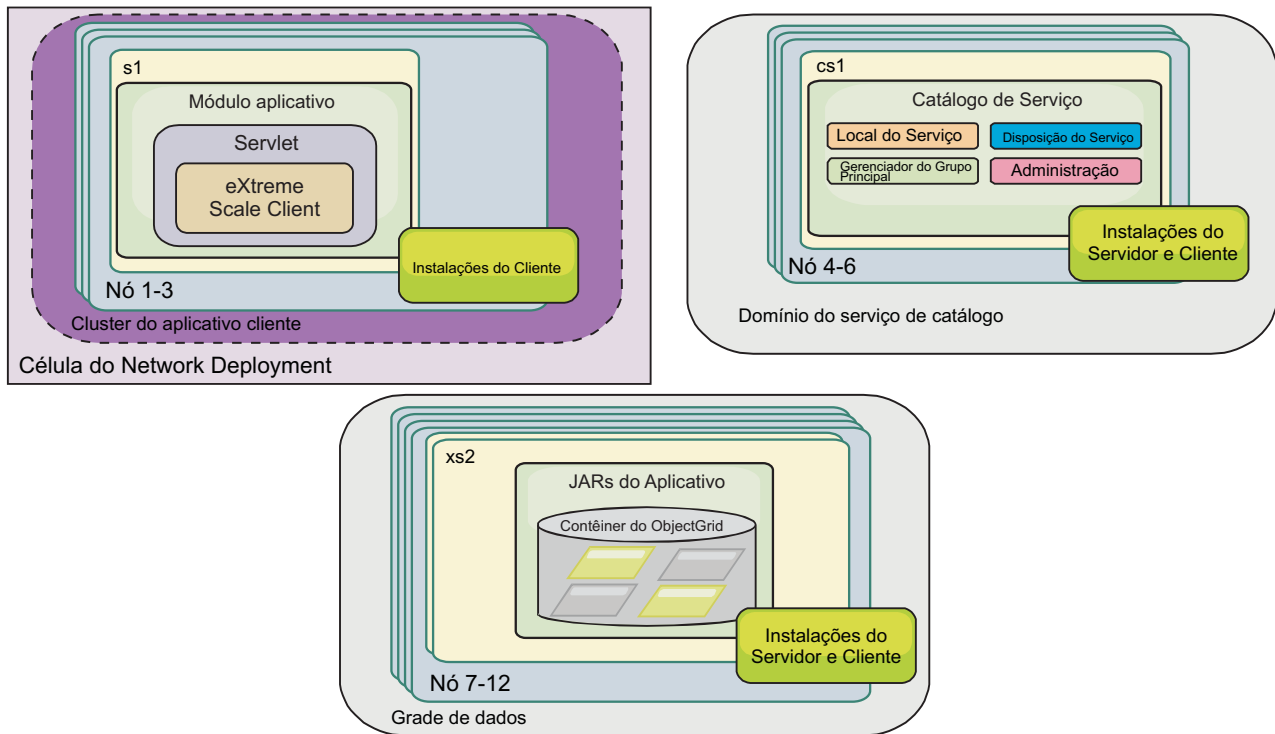 s1
Módulo aplicativo
Servlet
eXtreme
Scale Client
Instalações do Cliente
Nó 1-3
Cluster do aplicativo cliente
Célula do Network Deployment
cs1
Catálogo de Serviço
Local do Serviço
Disposição do Serviço
Gerenciador do Grupo
Principal
Administração
Instalações do
Servidor e Cliente
Nó 4-6
Domínio do serviço de catálogo
xs2
JARs do Aplicativo
Contêiner do ObjectGrid
Instalações do
Servidor e Cliente
Nó 7-12
Grade de dados